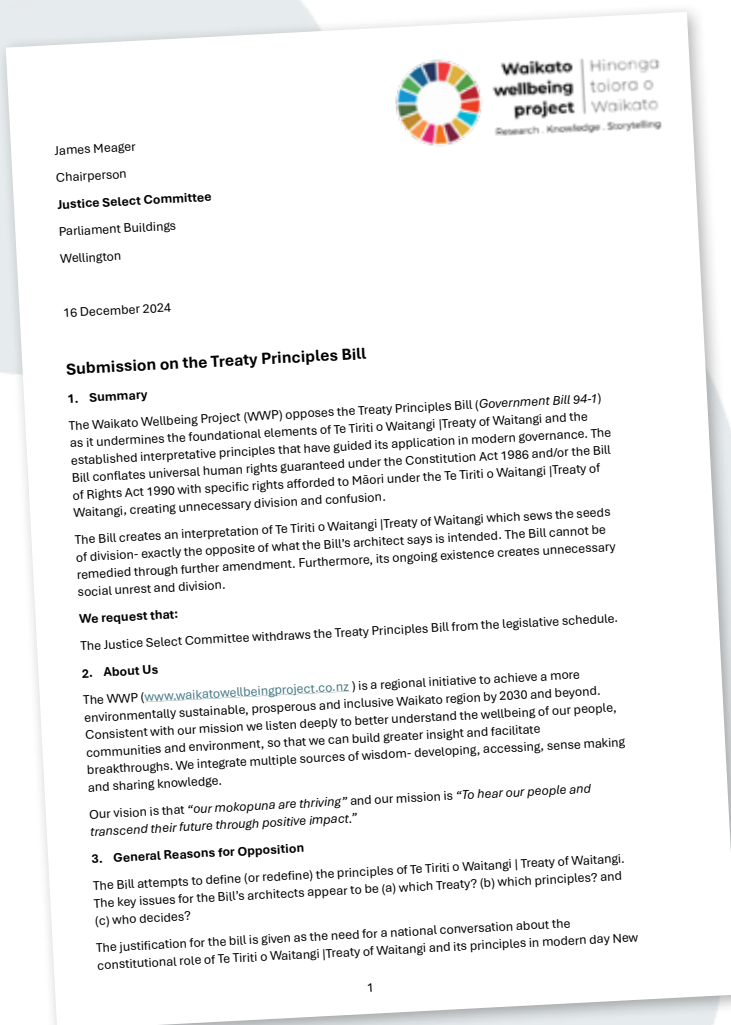 Waikato
wellbeing
project
Hinonga
toiora o
Waikato
Research . Knowledge . Storytelling
James Meager
Chairperson
Justice Select Committee
Parliament Buildings
Wellington
16 December 2024
Submission on the Treaty Principles Bill
1. Summary
The Waikato Wellbeing Project (WWP) opposes the Treaty Principles Bill (Government Bill 94-1)
as it undermines the foundational elements of Te Tiriti o Waitangi |Treaty of Waitangi and the
established interpretative principles that have guided its application in modern governance. The
Bill conflates universal human rights guaranteed under the Constitution Act 1986 and/or the Bill
of Rights Act 1990 with specific rights afforded to Māori under the Te Tiriti o Waitangi |Treaty of
Waitangi, creating unnecessary division and confusion.
The Bill creates an interpretation of Te Tiriti o Waitangi |Treaty of Waitangi which sews the seeds
of division- exactly the opposite of what the Bill's architect says is intended. The Bill cannot be
remedied through further amendment. Furthermore, its ongoing existence creates unnecessary
social unrest and division.
We request that:
The Justice Select Committee withdraws the Treaty Principles Bill from the legislative schedule.
2. About Us
The WWP (www.waikatowellbeingproject.co.nz ) is a regional initiative to achieve a more
environmentally sustainable, prosperous and inclusive Waikato region by 2030 and beyond.
Consistent with our mission we listen deeply to better understand the wellbeing of our people,
communities and environment, so that we can build greater insight and facilitate
breakthroughs. We integrate multiple sources of wisdom- developing, accessing, sense making
and sharing knowledge.
Our vision is that "our mokopuna are thriving" and our mission is "To hear our people and
transcend their future through positive impact."
3. General Reasons for Opposition
The Bill attempts to define (or redefine) the principles of Te Tiriti o Waitangi | Treaty of Waitangi.
The key issues for the Bill's architects appear to be (a) which Treaty? (b) which principles? and
(c) who decides?
The justification for the bill is given as the need for a national conversation about the
constitutional role of Te Tiriti o Waitangi |Treaty of Waitangi and its principles in modern day New
1